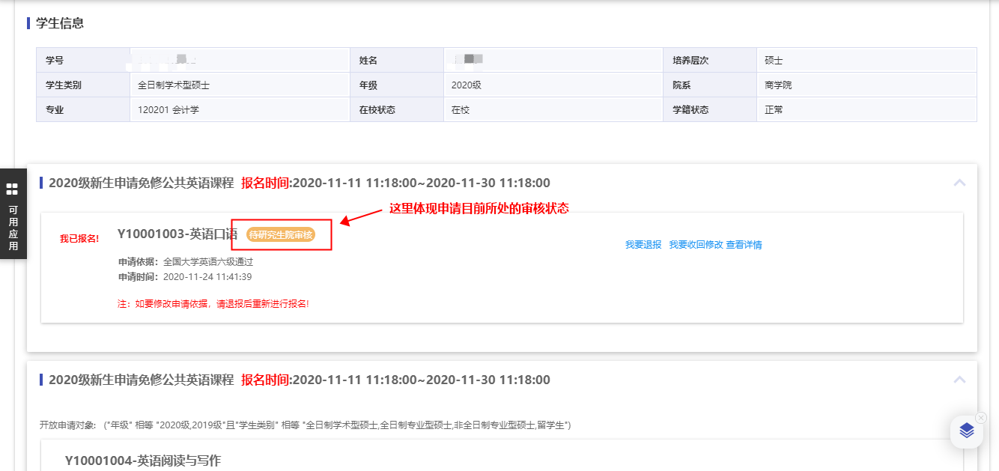 学生信息
学号 姓名 培养层次 硕士
学生类别 全日制学术型硕士 年级 2020级 院系 商学院
专业 120201 会计学 在校状态 在校 学籍状态 正常
2020级新生申请免修公共英语课程 报名时间:2020-11-11 11:18:00~2020-11-30 11:18:00
可用应用
这里体现申请目前所处的审核状态
我已报名! Y10001003-英语口语 待研究生院审核
我要退报 我要收回修改 查看详情
申请依据：全国大学英语六级通过
申请时间：2020-11-24 11:41:39
注：如要修改申请依据，请退报后重新进行报名!
2020级新生申请免修公共英语课程 报名时间:2020-11-11 11:18:00~2020-11-30 11:18:00
开放申请对象: ("年级" 相等 "2020级,2019级"且"学生类别" 相等 "全日制学术型硕士,全日制专业型硕士,非全日制专业型硕士,留学生")
Y10001004-英语阅读与写作